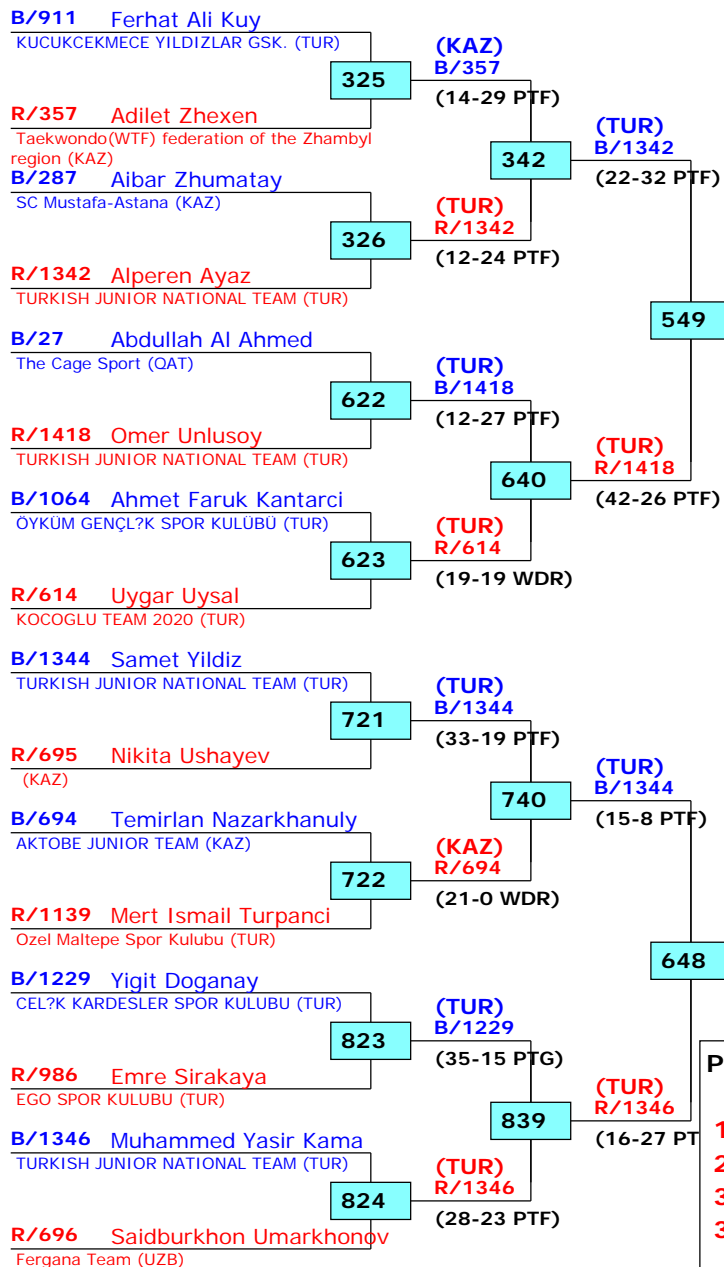 B/911 Ferhat Ali Kuy
KUCUKCEKMECE YILDIZLAR GSK. (TUR)
325
R/357 Adilet Zhexen
Taekwondo(WTF) federation of the Zhambyl
region (KAZ)
(KAZ)
B/357
(14-29 PTF)
342
B/287 Aibar Zhumatay
SC Mustafa-Astana (KAZ)
326
R/1342 Alperen Ayaz
TURKISH JUNIOR NATIONAL TEAM (TUR)
(TUR)
R/1342
(12-24 PTF)
(TUR)
B/1342
(22-32 PTF)
549
B/27 Abdullah Al Ahmed
The Cage Sport (QAT)
622
R/1418 Omer Unlusoy
TURKISH JUNIOR NATIONAL TEAM (TUR)
(TUR)
B/1418
(12-27 PTF)
640
B/1064 Ahmet Faruk Kantarci
ÖYKÜM GENÇL?K SPOR KULÜBÜ (TUR)
623
R/614 Uygar Uysal
KOCOGLU TEAM 2020 (TUR)
(TUR)
R/614
(19-19 WDR)
(TUR)
R/1418
(42-26 PTF)
B/1344 Samet Yildiz
TURKISH JUNIOR NATIONAL TEAM (TUR)
721
R/695 Nikita Ushayev
(KAZ)
(TUR)
B/1344
(33-19 PTF)
740
B/694 Temirlan Nazarkhanuly
AKTOBE JUNIOR TEAM (KAZ)
722
R/1139 Mert Ismail Turpanci
Ozel Maltepe Spor Kulubu (TUR)
(KAZ)
R/694
(21-0 WDR)
(TUR)
B/1344
(15-8 PTF)
648
B/1229 Yigit Doganay
CEL?K KARDESLER SPOR KULUBU (TUR)
823
R/986 Emre Sirakaya
EGO SPOR KULUBU (TUR)
(TUR)
B/1229
(35-15 PTG)
839
B/1346 Muhammed Yasir Kama
TURKISH JUNIOR NATIONAL TEAM (TUR)
824
R/696 Saidburkhon Umarkhonov
Fergana Team (UZB)
(TUR)
R/1346
(28-23 PTF)
(TUR)
R/1346
(16-27 PT
P
1
2
3
3